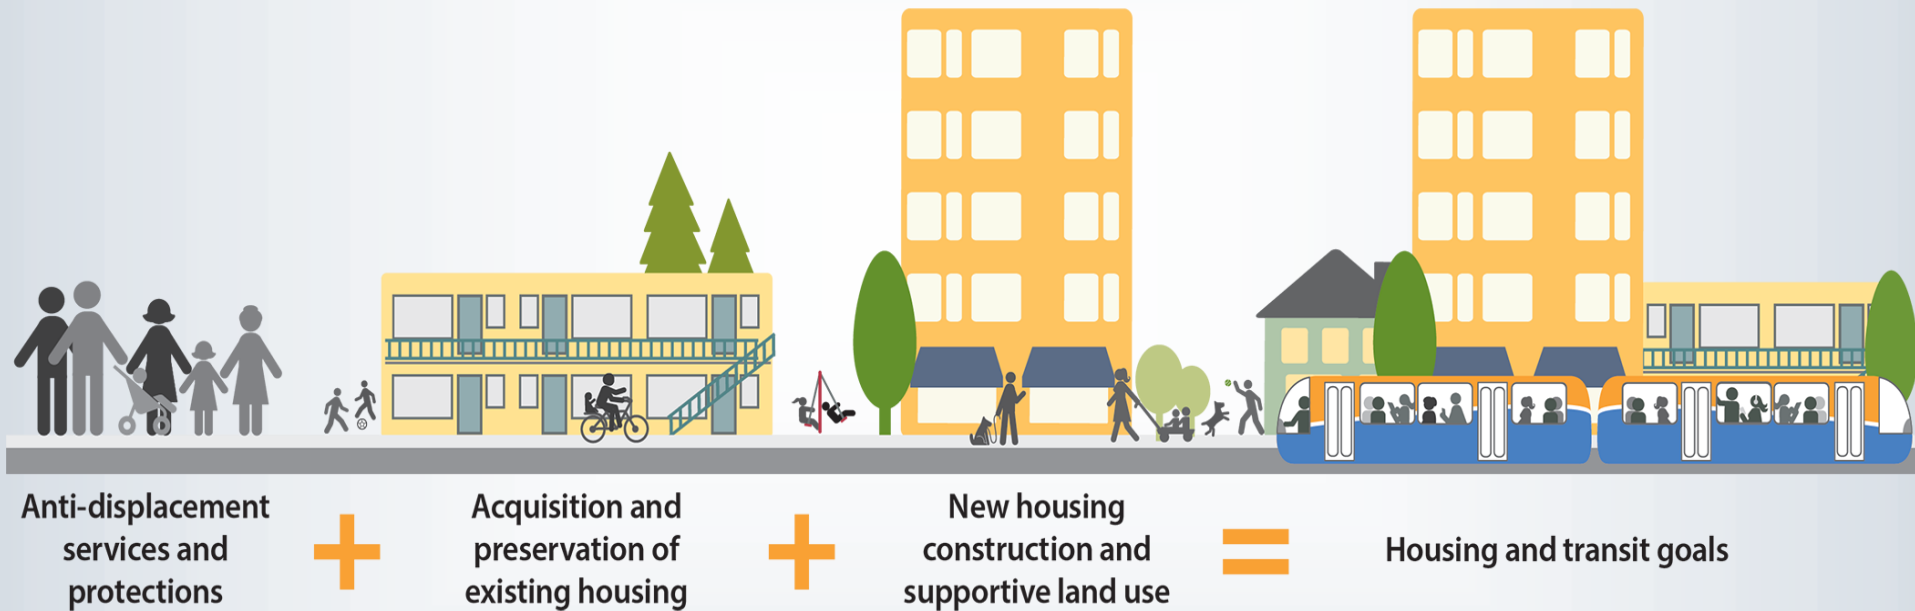 Anti-displacement
services and
protections
+
Acquisition and
preservation of
existing housing
+
New housing
construction and
supportive land use
=
Housing and transit goals